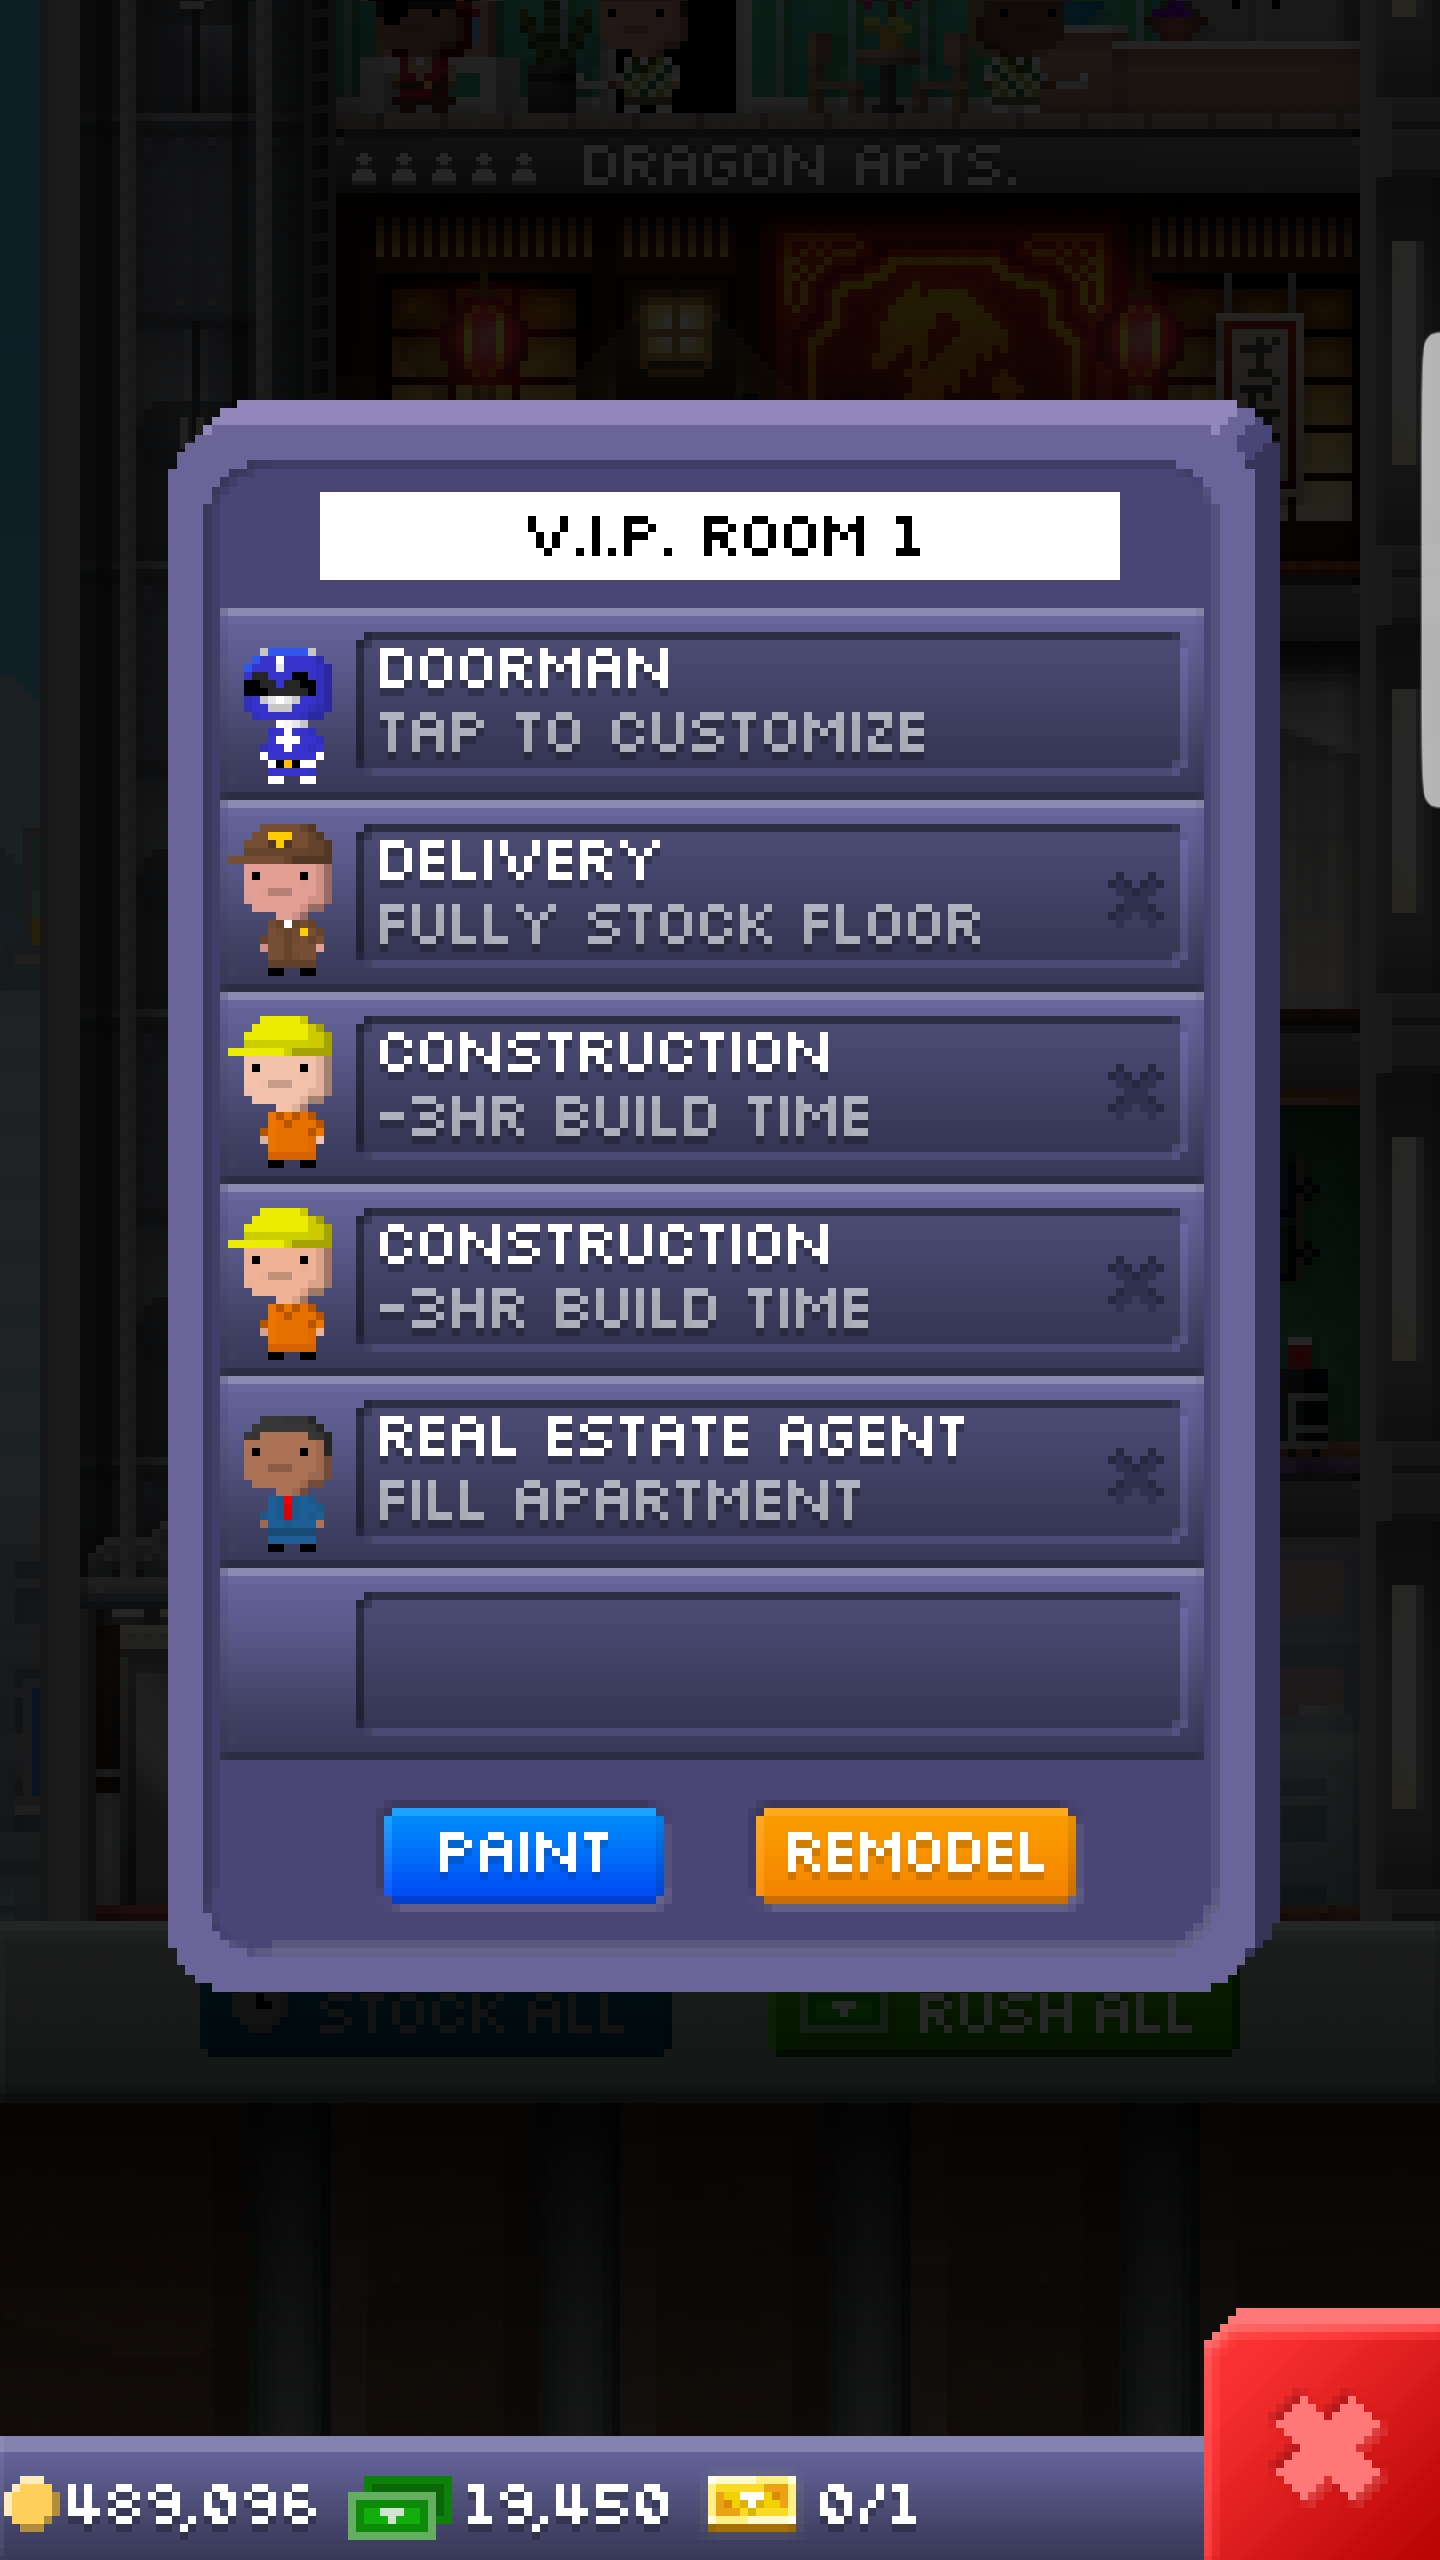 DRAGON APTS.
V.I.P. ROOM 1
DOORMAN
TAP TO CUSTOMIZE
DELIVERY
FULLY STOCK FLOOR
CONSTRUCTION
-3HR BUILD TIME
CONSTRUCTION
-3HR BUILD TIME
REAL ESTATE AGENT
FILL APARTMENT
PAINT
REMODEL
STOCK ALL
RUSH ALL
489,096
19,450
0/1